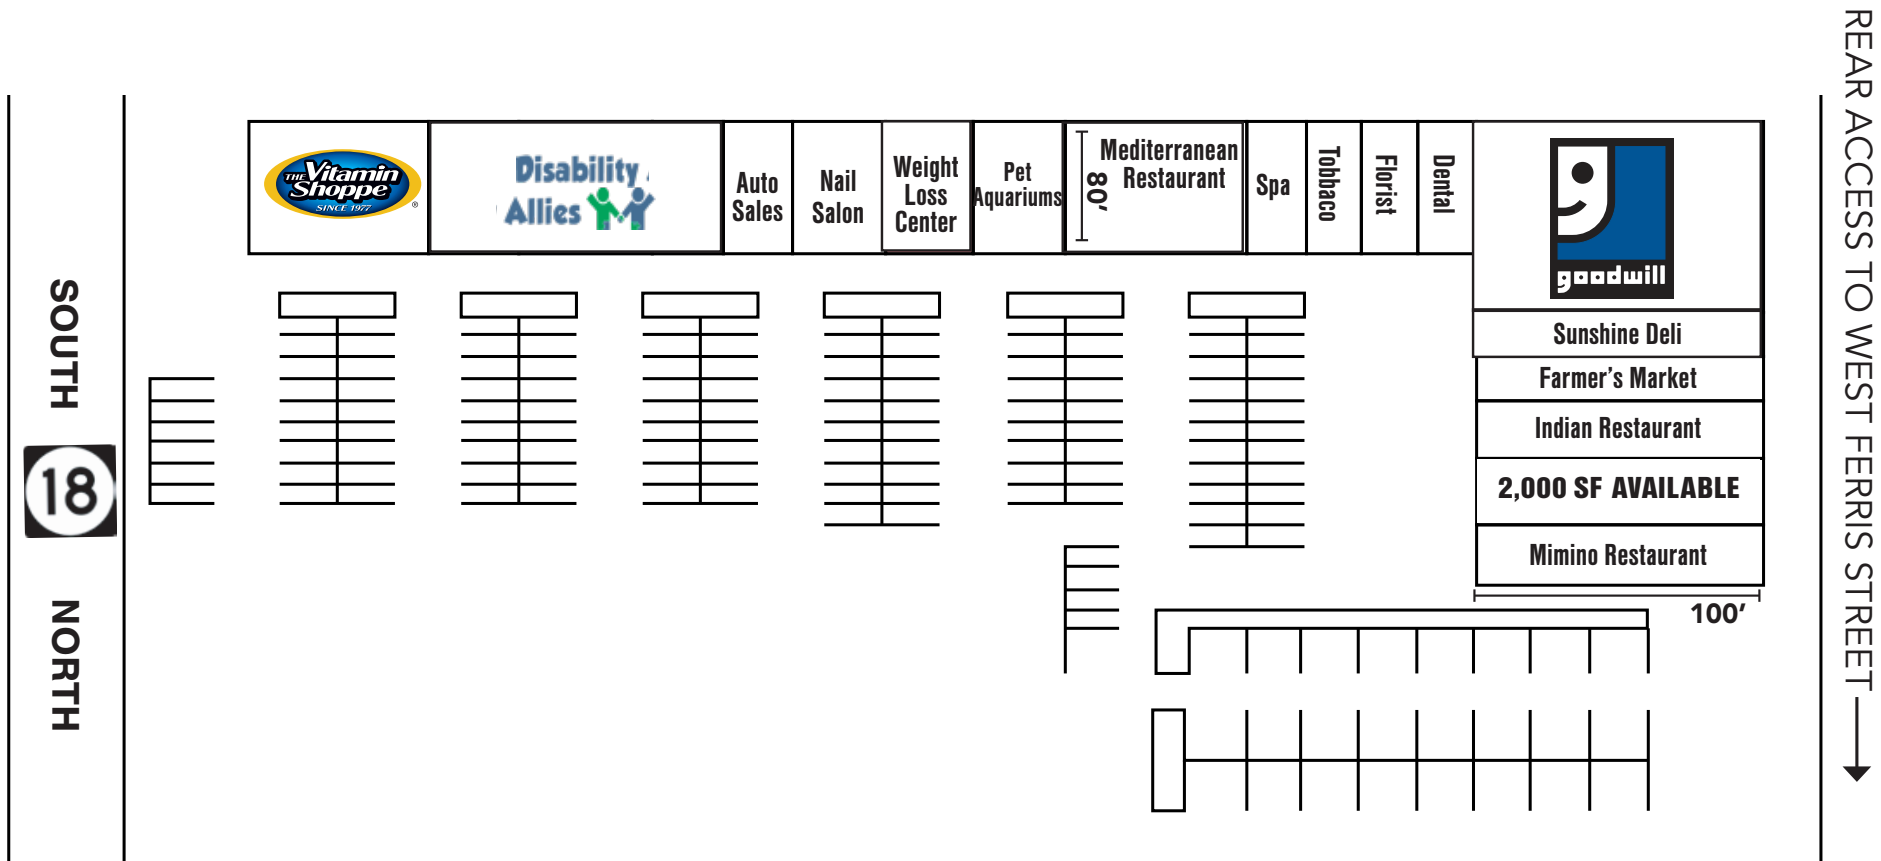 SOUTH
18
NORTH
THE Vitamin
Shoppe
SINCE 1977
®
Disability
Allies
Auto
Sales
Nail
Salon
Weight
Loss
Center
Pet
Aquariums
80’
Mediterranean
Restaurant
Spa
Tobbaco
Florist
Dental
goodwill
Sunshine Deli
Farmer’s Market
Indian Restaurant
2,000 SF AVAILABLE
Mimino Restaurant
100’
REAR ACCESS TO WEST FERRIS STREET